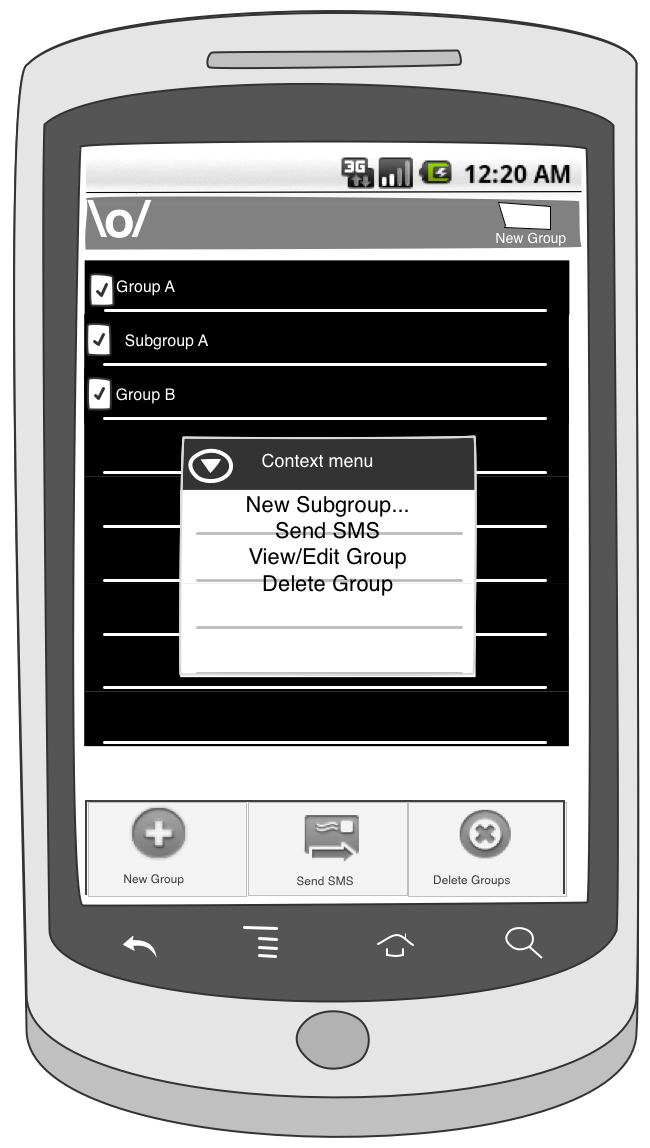 3G 12:20 AM
\o/
New Group
Group A
Subgroup A
Group B
Context menu
New Subgroup...
Send SMS
View/Edit Group
Delete Group
New Group
Send SMS
Delete Groups